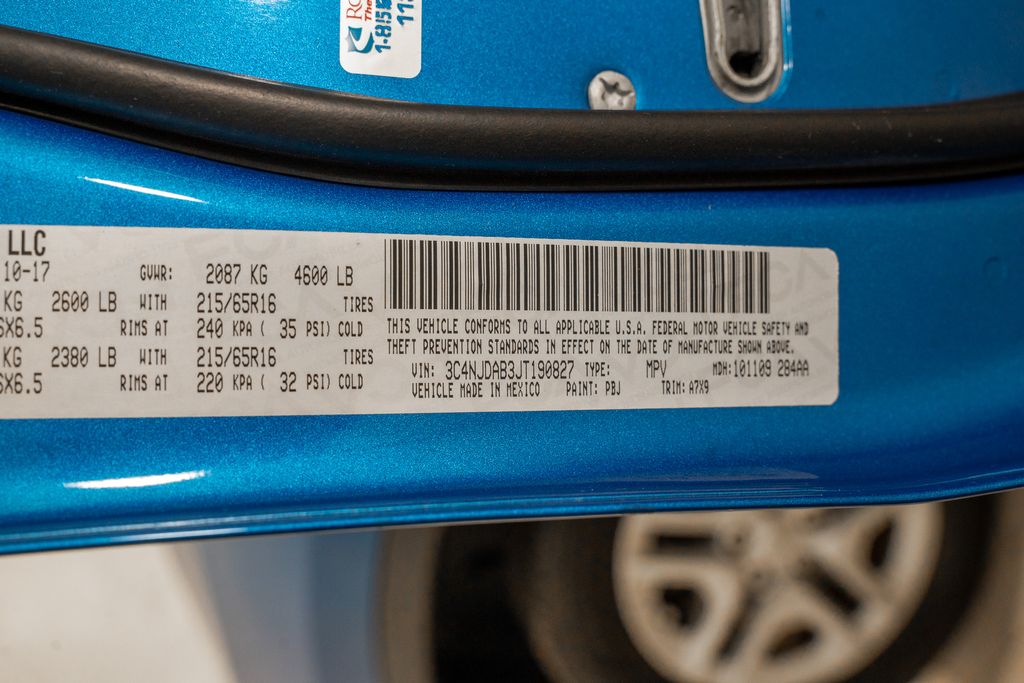 The
1-855
LLC
10-17 GVWR: 2087 KG 4600 LB
KG 2600 LB WITH 215/65R16 TIRES
X6.5 RIMS AT 240 KPA ( 35 PSI) COLD
KG 2380 LB WITH 215/65R16 TIRES
X6.5 RIMS AT 220 KPA ( 32 PSI) COLD
THIS VEHICLE CONFORMS TO ALL APPLICABLE U.S.A. FEDERAL MOTOR VEHICLE SAFETY AND
THEFT PREVENTION STANDARDS IN EFFECT ON THE DATE OF MANUFACTURE SHOWN ABOVE.
VIN: 3C4NJDAB3JT190827 TYPE: MPV MDH: 101109 284AA
VEHICLE MADE IN MEXICO PAINT: PBJ TRIM: A7X9